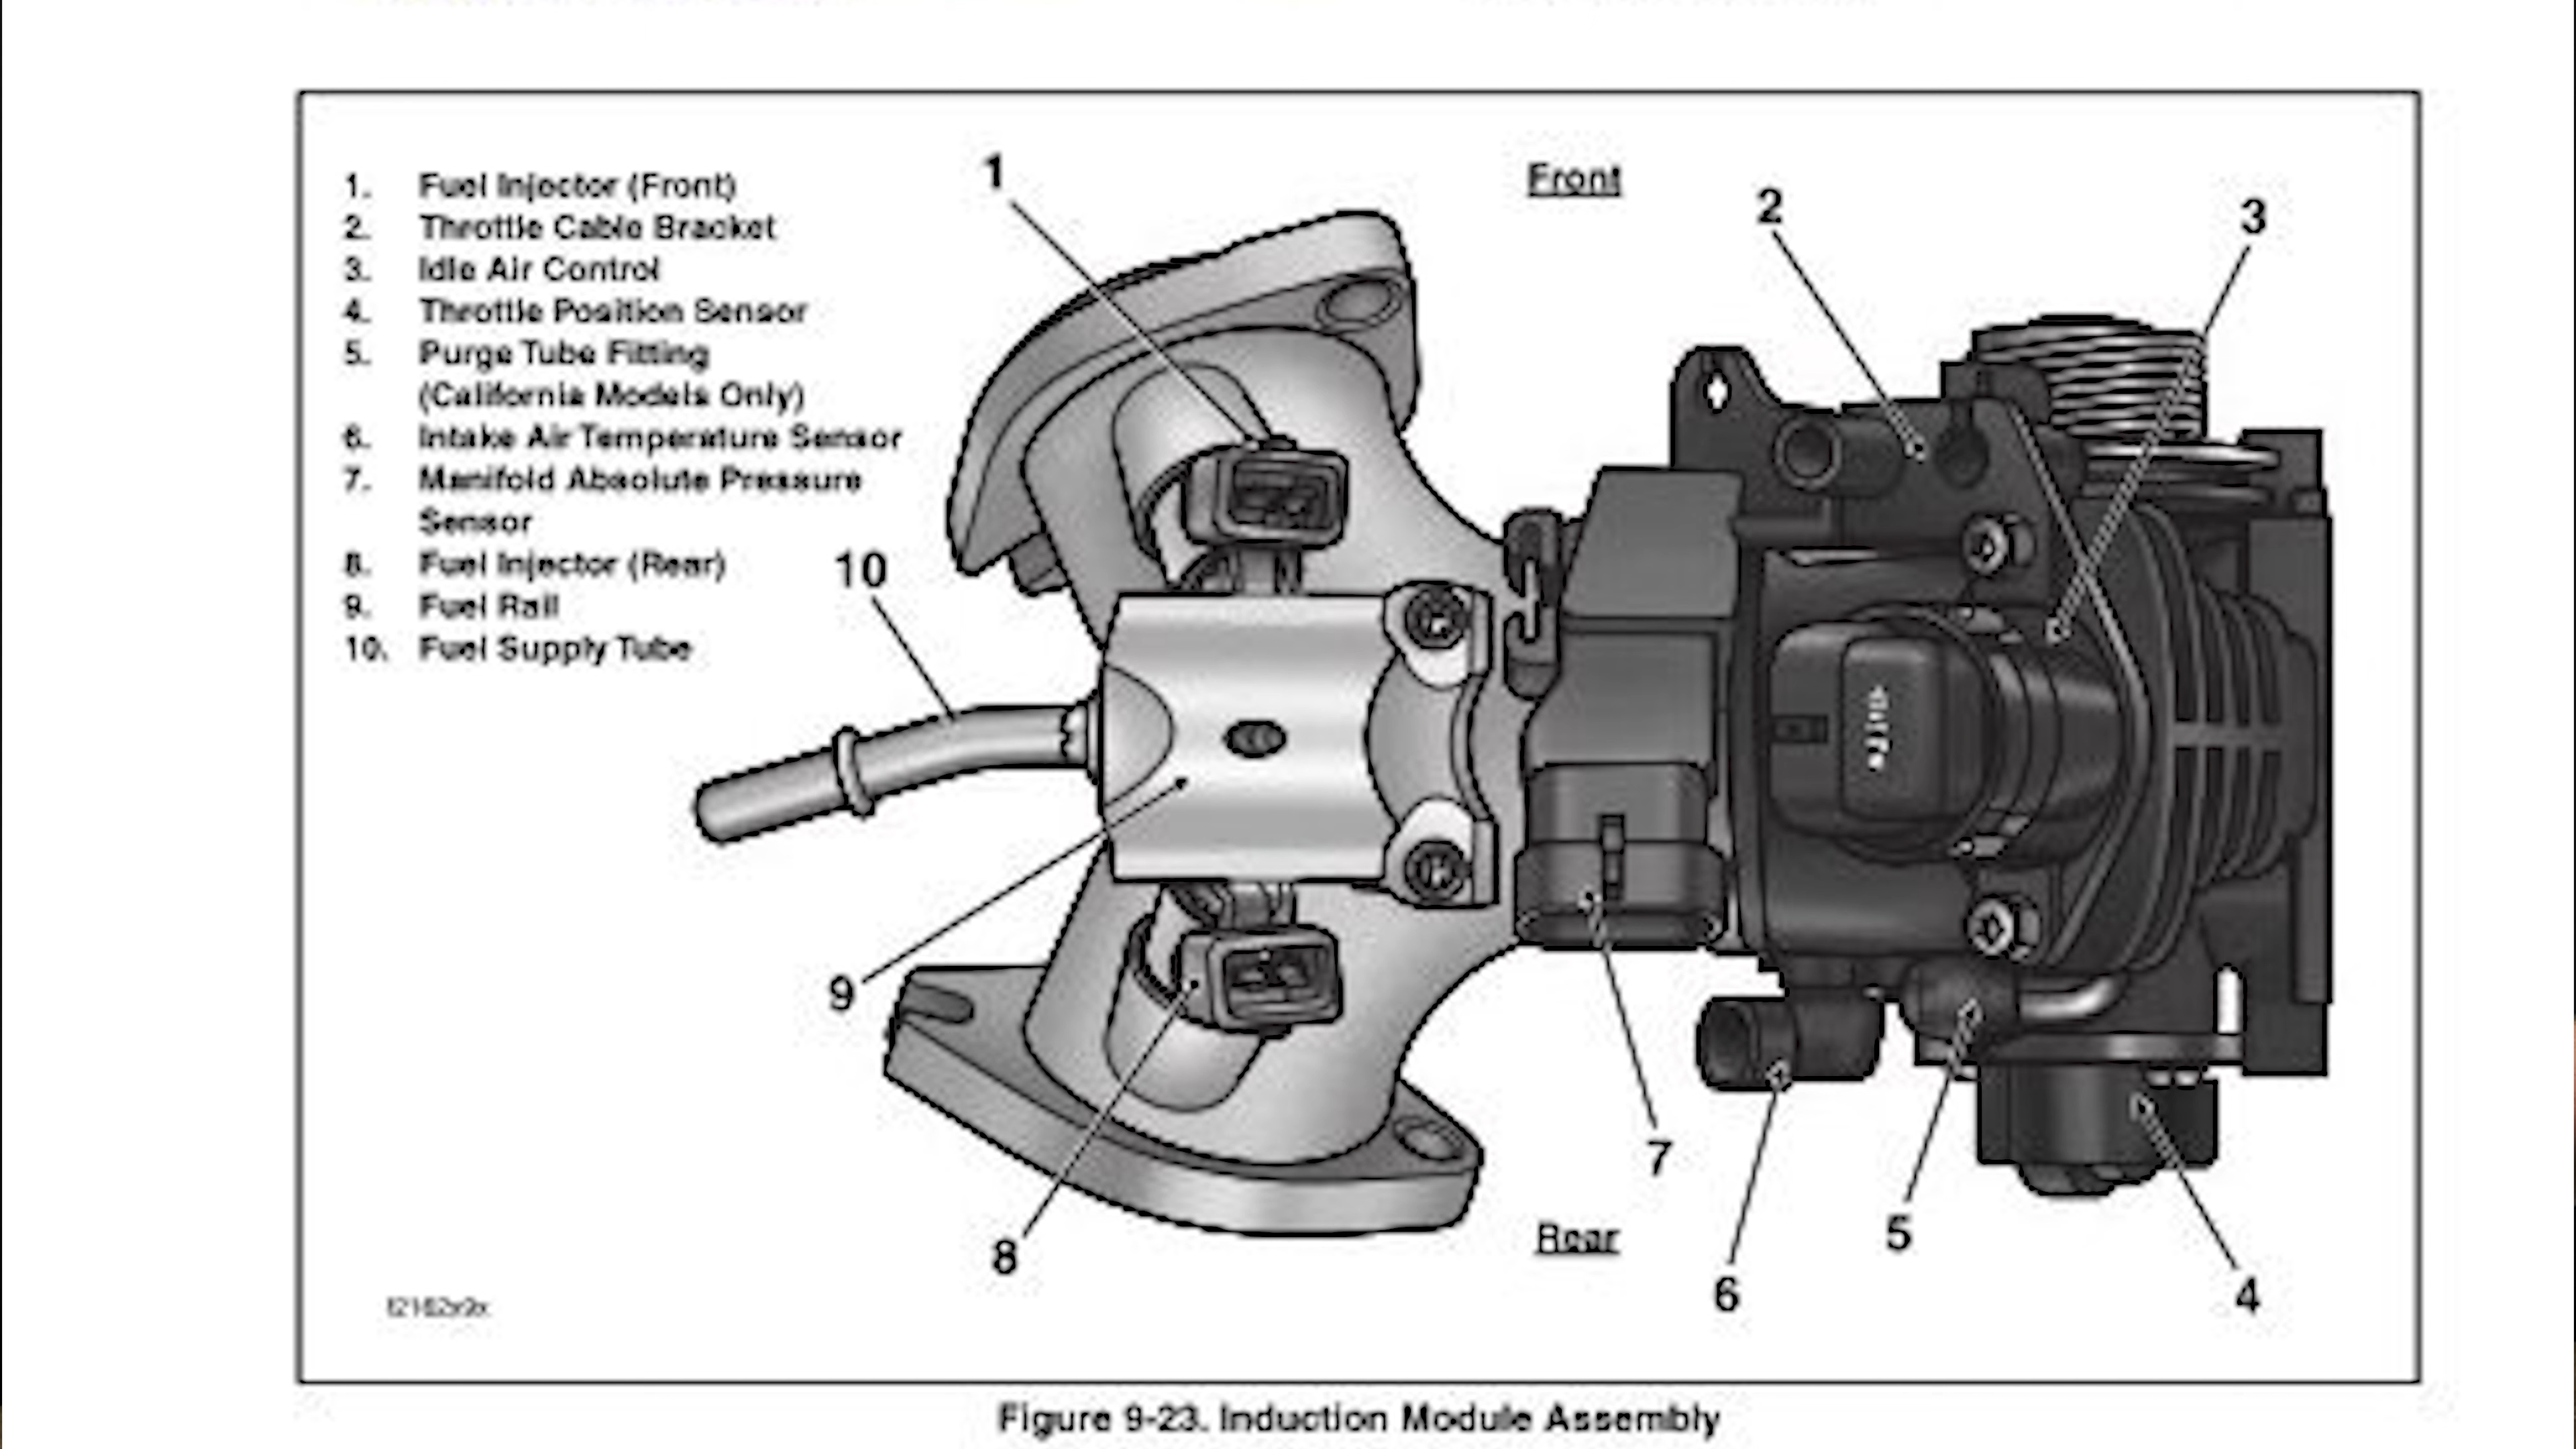 Front
1. Fuel Injector (Front)
2. Throttle Cable Bracket
3. Idle Air Control
4. Throttle Position Sensor
5. Purge Tube Fitting
(California Models Only)
6. Intake Air Temperature Sensor
7. Manifold Absolute Pressure
Sensor
8. Fuel Injector (Rear)
9. Fuel Rail
10. Fuel Supply Tube
1
2
3
10
9
8
7
6
5
4
Rear
Figure 9-23. Induction Module Assembly